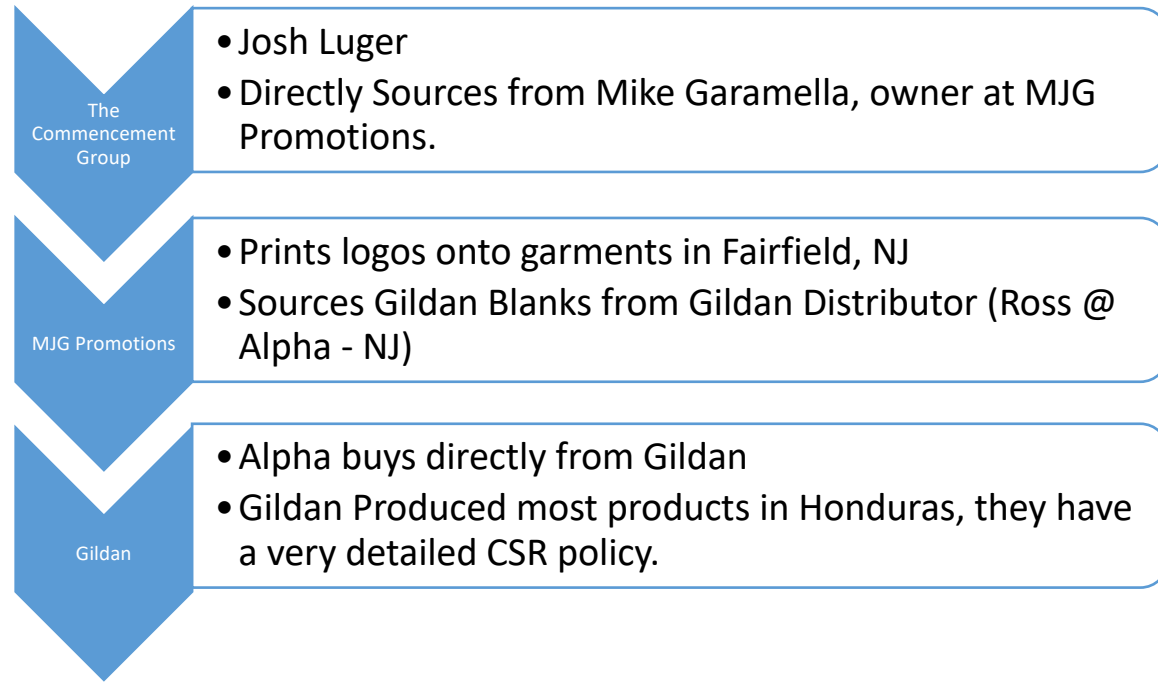 The
Commencement
Group
• Josh Luger
• Directly Sources from Mike Garamella, owner at MJG
Promotions.
MJG Promotions
• Prints logos onto garments in Fairfield, NJ
• Sources Gildan Blanks from Gildan Distributor (Ross @
Alpha - NJ)
Gildan
• Alpha buys directly from Gildan
• Gildan Produced most products in Honduras, they have
a very detailed CSR policy.